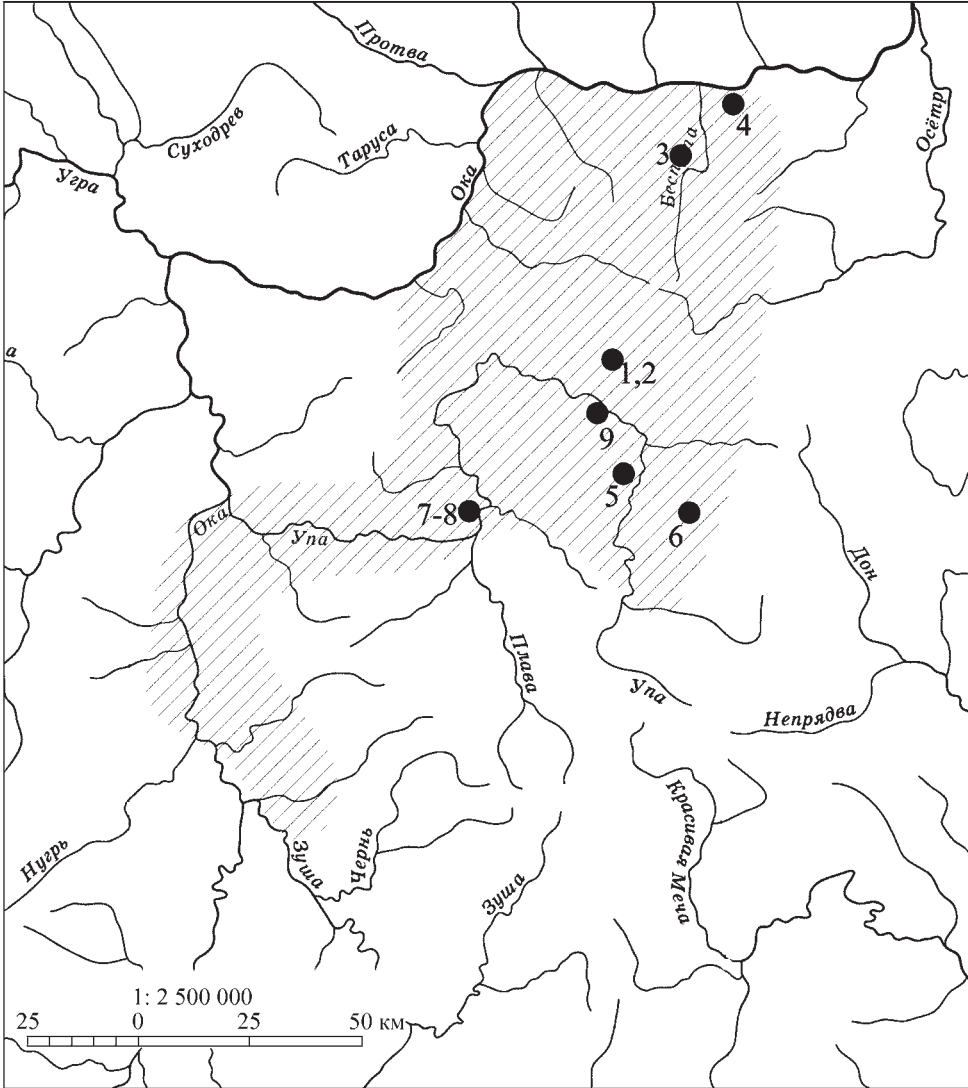 Протва
Суходрев
Таруса
Осётр
4
3
Угра
Ока
а
1,2
9
5
7-8
6
Ока
Упа
Дон
Плава
Упа
Непрядва
Красивая Меча
Нугрь
Зуша
Чернь
Зуша
1: 2 500 000
25
0
25
50 км